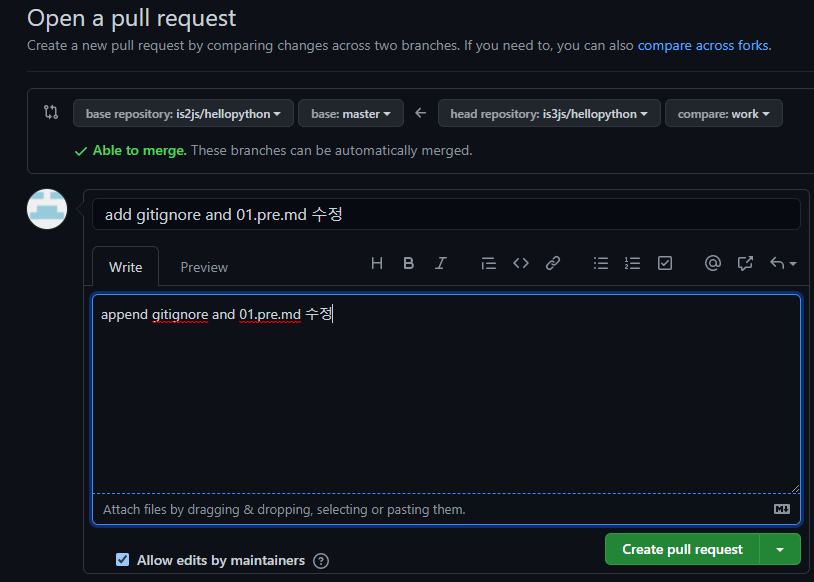 Open a pull request
Create a new pull request by comparing changes across two branches. If you need to, you can also compare across forks.
base repository: is2js/hellopython base: master head repository: is3js/hellopython compare: work
Able to merge. These branches can be automatically merged.
add gitignore and 01.pre.md 수정
Write Preview H B I
append gitignore and 01.pre.md 수정
Attach files by dragging & dropping, selecting or pasting them.
Allow edits by maintainers ? Create pull request